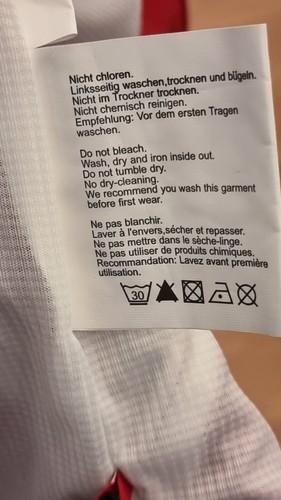 Nicht chloren.
Linksseitig waschen,trocknen und bügeln.
Nicht im Trockner trocknen.
Nicht chemisch reinigen.
Empfehlung: Vor dem ersten Tragen
waschen.
Do not bleach.
Wash, dry and iron inside out.
Do not tumble dry.
No dry-cleaning.
We recommend you wash this garment
before first wear.
Ne pas blanchir.
Laver à l'envers,sécher et repasser.
Ne pas mettre dans le sèche-linge.
Ne pas utiliser de produits chimiques.
Recommandation: Lavez avant première
utilisation.
30